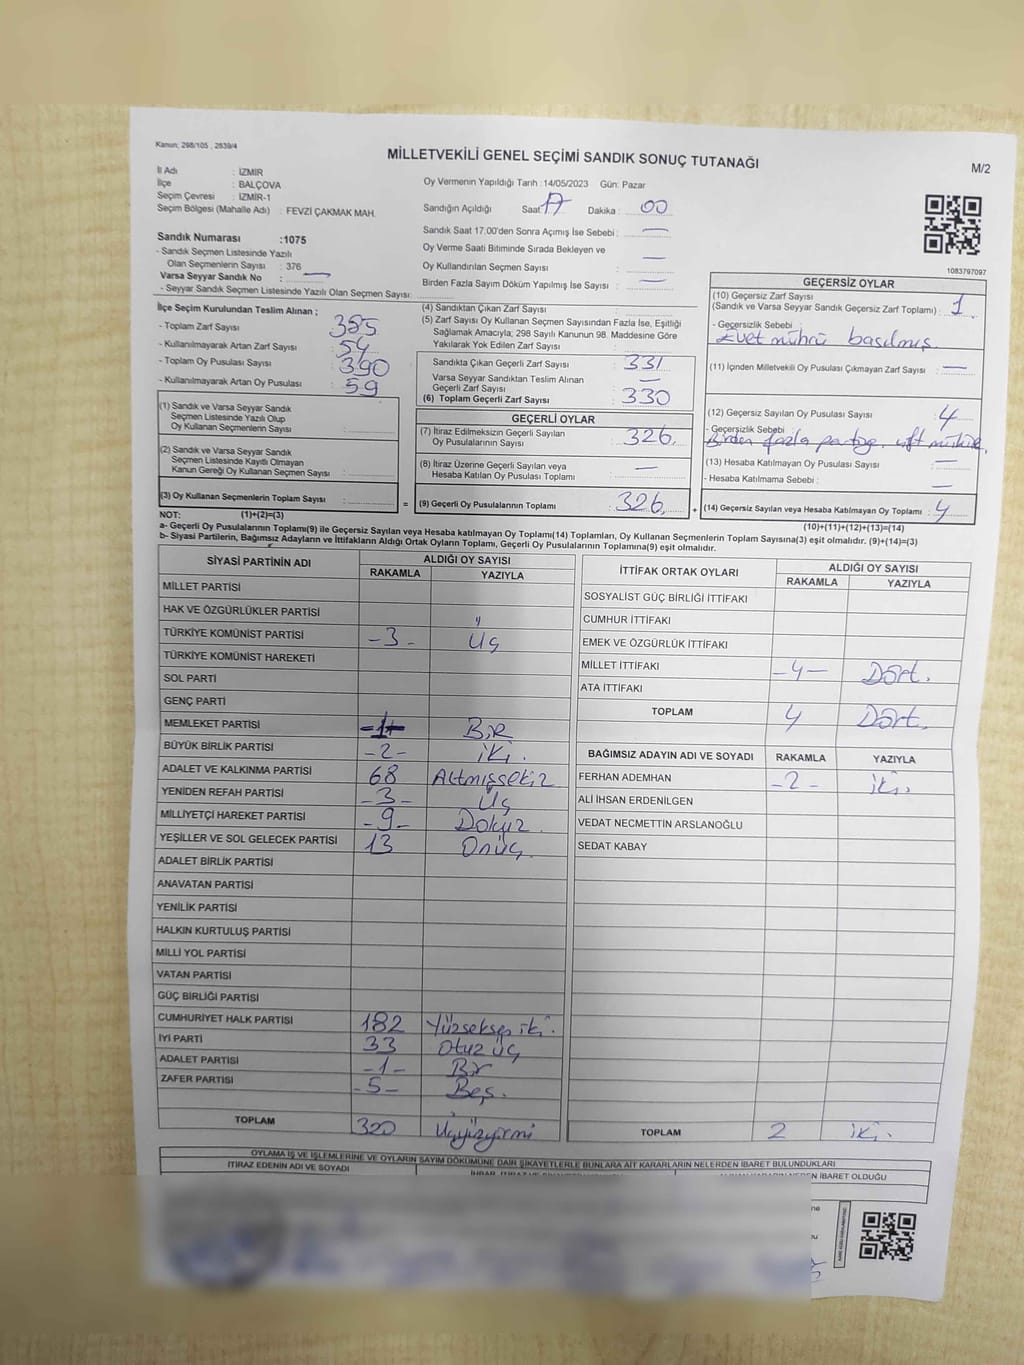 Kanun; 298/105 , 2839/4
MİLLETVEKİLİ GENEL SEÇİMİ SANDIK SONUÇ TUTANAĞI
M/2
İl Adı : İZMİR
İlçe : BALÇOVA
Seçim Çevresi : İZMİR-1
Seçim Bölgesi (Mahalle Adı) : FEVZİ ÇAKMAK MAH.
Sandık Numarası :1075
- Sandık Seçmen Listesinde Yazılı
Olan Seçmenlerin Sayısı : 376
Varsa Seyyar Sandık No : —
- Seyyar Sandık Seçmen Listesinde Yazılı Olan Seçmen Sayısı:
Oy Vermenin Yapıldığı Tarih :14/05/2023 Gün: Pazar
Sandığın Açıldığı Saat: 17 Dakika : 00
Sandık Saat 17:00'den Sonra Açımış İse Sebebi : —
Oy Verme Saati Bitiminde Sırada Bekleyen ve —
Oy Kullandırılan Seçmen Sayısı :
Birden Fazla Sayım Döküm Yapılmış İse Sayısı : —
1083797097
İlçe Seçim Kurulundan Teslim Alınan ;
- Toplam Zarf Sayısı : 385
- Kullanılmayarak Artan Zarf Sayısı : 54
- Toplam Oy Pusulası Sayısı : 390
- Kullanılmayarak Artan Oy Pusulası : 59
(1) Sandık ve Varsa Seyyar Sandık
Seçmen Listesinde Yazılı Olup
Oy Kullanan Seçmenlerin Sayısı :
(2) Sandık ve Varsa Seyyar Sandık
Seçmen Listesinde Kayıtlı Olmayan
Kanun Gereği Oy Kullanan Seçmen Sayısı :
(3) Oy Kullanan Seçmenlerin Toplam Sayısı : =
(4) Sandıktan Çıkan Zarf Sayısı :
(5) Zarf Sayısı Oy Kullanan Seçmen Sayısından Fazla İse, Eşitliği
Sağlamak Amacıyla; 298 Sayılı Kanunun 98. Maddesine Göre
Yakılarak Yok Edilen Zarf Sayısı :
Sandıkta Çıkan Geçerli Zarf Sayısı : 331
Varsa Seyyar Sandıktan Teslim Alınan
Geçerli Zarf Sayısı : —
(6) Toplam Geçerli Zarf Sayısı : 330
GEÇERLİ OYLAR
(7) İtiraz Edilmeksizin Geçerli Sayılan
Oy Pusulalarının Sayısı : 326.
(8) İtiraz Üzerine Geçerli Sayılan veya
Hesaba Katılan Oy Pusulası Toplamı : —
(9) Geçerli Oy Pusulalarının Toplamı : 326. +
GEÇERSİZ OYLAR
(10) Geçersiz Zarf Sayısı
(Sandık ve Varsa Seyyar Sandık Geçersiz Zarf Toplamı) : 1.
- Geçersizlik Sebebi :
Evet mührü basılmış.
(11) İçinden Milletvekili Oy Pusulası Çıkmayan Zarf Sayısı : —
(12) Geçersiz Sayılan Oy Pusulası Sayısı : 4
- Geçersizlik Sebebi :
Birden fazla partiye.
(13) Hesaba Katılmayan Oy Pusulası Sayısı : —
- Hesaba Katılmama Sebebi : —
(14) Geçersiz Sayılan veya Hesaba Katılmayan Oy Toplamı : 4
NOT: (1)+(2)=(3)
(10)+(11)+(12)+(13)=(14)
a- Geçerli Oy Pusulalarının Toplamı(9) ile Geçersiz Sayılan veya Hesaba katılmayan Oy Toplamı(14) Toplamları, Oy Kullanan Seçmenlerin Toplam Sayısına(3) eşit olmalıdır. (9)+(14)=(3)
b- Siyasi Partilerin, Bağımsız Adayların ve İttifakların Aldığı Ortak Oyların Toplamı, Geçerli Oy Pusulalarının Toplamına(9) eşit olmalıdır.
SİYASİ PARTİNİN ADI ALDIĞI OY SAYISI
RAKAMLA YAZIYLA
MİLLET PARTİSİ
HAK VE ÖZGÜRLÜKLER PARTİSİ
TÜRKİYE KOMÜNİST PARTİSİ -3- Üç
TÜRKİYE KOMÜNİST HAREKETİ
SOL PARTİ
GENÇ PARTİ
MEMLEKET PARTİSİ -1- BİR
BÜYÜK BİRLİK PARTİSİ -2- iki.
ADALET VE KALKINMA PARTİSİ 68 Altmışsekiz
YENİDEN REFAH PARTİSİ -3- Üç
MİLLİYETÇİ HAREKET PARTİSİ -9- Dokuz.
YEŞİLLER VE SOL GELECEK PARTİSİ 13 Onüç.
ADALET BİRLİK PARTİSİ
ANAVATAN PARTİSİ
YENİLİK PARTİSİ
HALKIN KURTULUŞ PARTİSİ
MİLLİ YOL PARTİSİ
VATAN PARTİSİ
GÜÇ BİRLİĞİ PARTİSİ
CUMHURİYET HALK PARTİSİ 182 Yüzseksen iki.
İYİ PARTİ 33 Otuz üç
ADALET PARTİSİ -1- Bir
ZAFER PARTİSİ -5- Beş.
TOPLAM 320 Üçyüzyirmi
İTTİFAK ORTAK OYLARI ALDIĞI OY SAYISI
RAKAMLA YAZIYLA
SOSYALİST GÜÇ BİRLİĞİ İTTİFAKI
CUMHUR İTTİFAKI
EMEK VE ÖZGÜRLÜK İTTİFAKI
MİLLET İTTİFAKI -4- Dört.
ATA İTTİFAKI
TOPLAM 4 Dört.
BAĞIMSIZ ADAYIN ADI VE SOYADI RAKAMLA YAZIYLA
FERHAN ADEMHAN -2- iki.
ALİ İHSAN ERDENİLGEN
VEDAT NECMETTİN ARSLANOĞLU
SEDAT KABAY
TOPLAM 2 iki.
OYLAMA İŞ VE İŞLEMLERİNE VE OYLARIN SAYIM DÖKÜMÜNE DAİR ŞİKAYETLERLE BUNLARA AİT KARARLARIN NELERDEN İBARET BULUNDUKLARI
İTİRAZ EDENİN ADI VE SOYADI
İBARET OLDUĞU